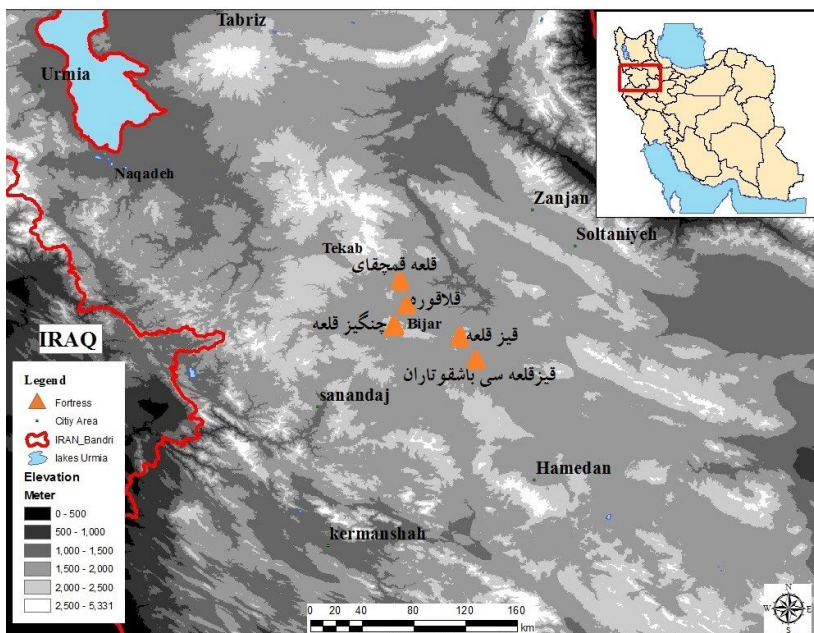 Tabriz
Urmia
Naqadeh
Zanjan
Soltaniyeh
Tekab
قلعه قمچقای
قلاقوره
چنگیز قلعه
Bijar
قیز قلعه
قیزقلعه سی باشقوتاران
IRAQ
sanandaj
Hamedan
kermanshah
Legend
Fortress
Citiy Area
IRAN_Bandri
lakes Urmia
Elevation
Meter
0 - 500
500 - 1,000
1,000 - 1,500
1,500 - 2,000
2,000 - 2,500
2,500 - 5,331
0 20 40 80 120 160
km
N
W E
S